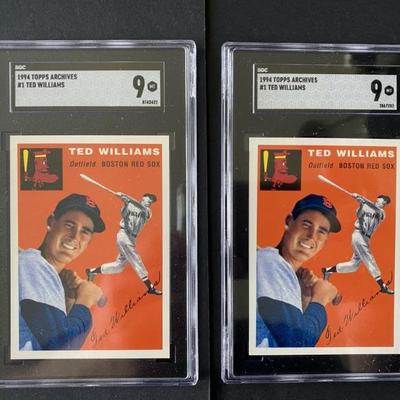 SGC
1994 TOPPS ARCHIVES
#1 TED WILLIAMS
9 MT
8743622
TED WILLIAMS
Outfield BOSTON RED SOX
Ted Williams
SGC
1994 TOPPS ARCHIVES
#1 TED WILLIAMS
9 MT
TED WILLIAMS
Outfield BOSTON RED SOX
Ted Williams